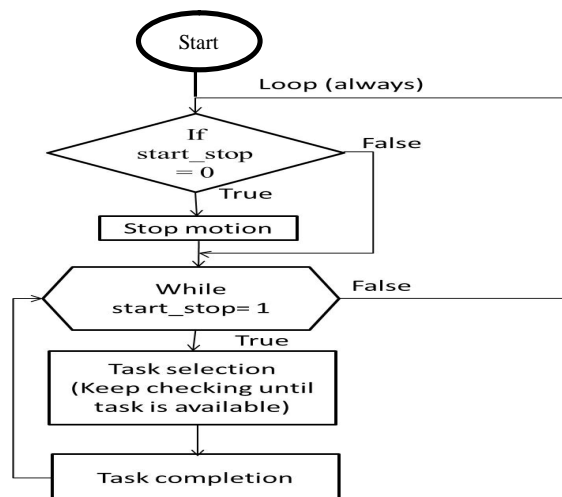 Start
Loop (always)
If
start_stop
= 0
False
True
Stop motion
While
start_stop= 1
False
True
Task selection
(Keep checking until
task is available)
Task completion